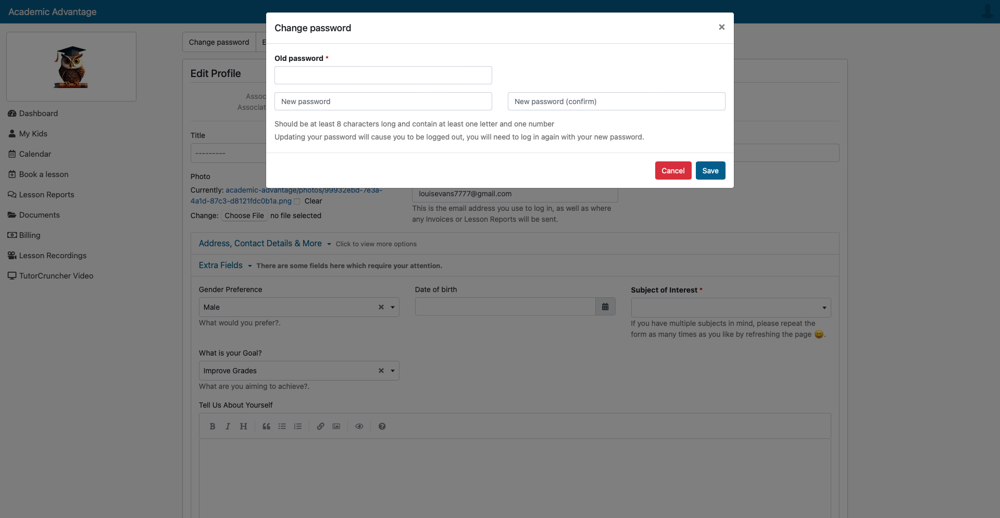 Academic Advantage
Change password
×
Old password *
New password
New password (confirm)
Should be at least 8 characters long and contain at least one letter and one number
Updating your password will cause you to be logged out, you will need to log in again with your new password.
Cancel
Save
Dashboard
My Kids
Calendar
Book a lesson
Lesson Reports
Documents
Billing
Lesson Recordings
TutorCruncher Video
Change password
Edit Profile
Title
---------
Photo
Currently: academic-advantage/photos/99932ebd-7e3a-
4a1d-87c3-d8121fdc0b1a.png Clear
Change: Choose File no file selected
louisevans7777@gmail.com
This is the email address you use to log in, as well as where
any Invoices or Lesson Reports will be sent.
Address, Contact Details & More Click to view more options
Extra Fields There are some fields here which require your attention.
Gender Preference
Male
What would you prefer?.
Date of birth
Subject of Interest *
If you have multiple subjects in mind, please repeat the
form as many times as you like by refreshing the page 😄.
What is your Goal?
Improve Grades
What are you aiming to achieve?.
Tell Us About Yourself
B I H